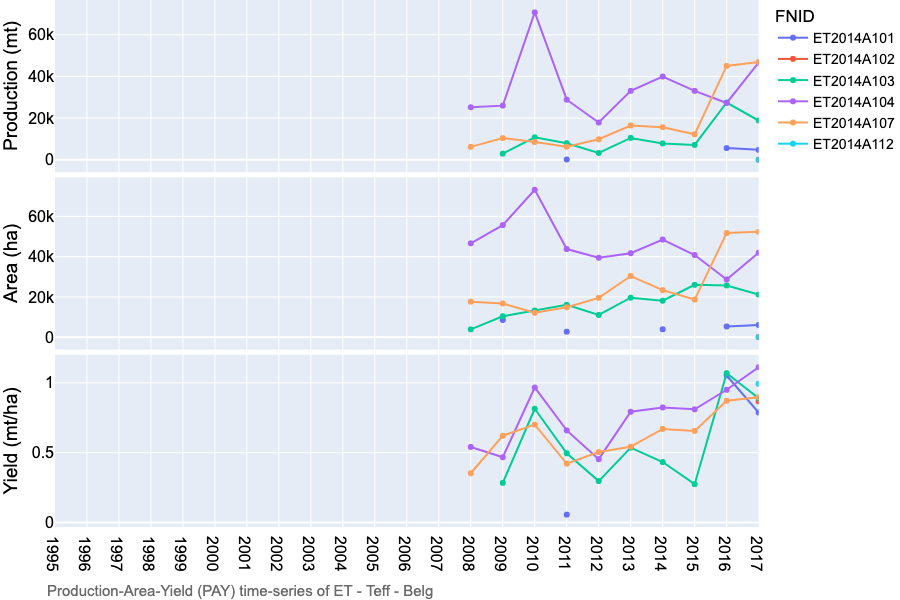 Production (mt)
60k
40k
20k
0
Area (ha)
60k
40k
20k
0
Yield (mt/ha)
1
0.5
0
1995
1996
1997
1998
1999
2000
2001
2002
2003
2004
2005
2006
2007
2008
2009
2010
2011
2012
2013
2014
2015
2016
2017
FNID
ET2014A101
ET2014A102
ET2014A103
ET2014A104
ET2014A107
ET2014A112
Production-Area-Yield (PAY) time-series of ET - Teff - Belg